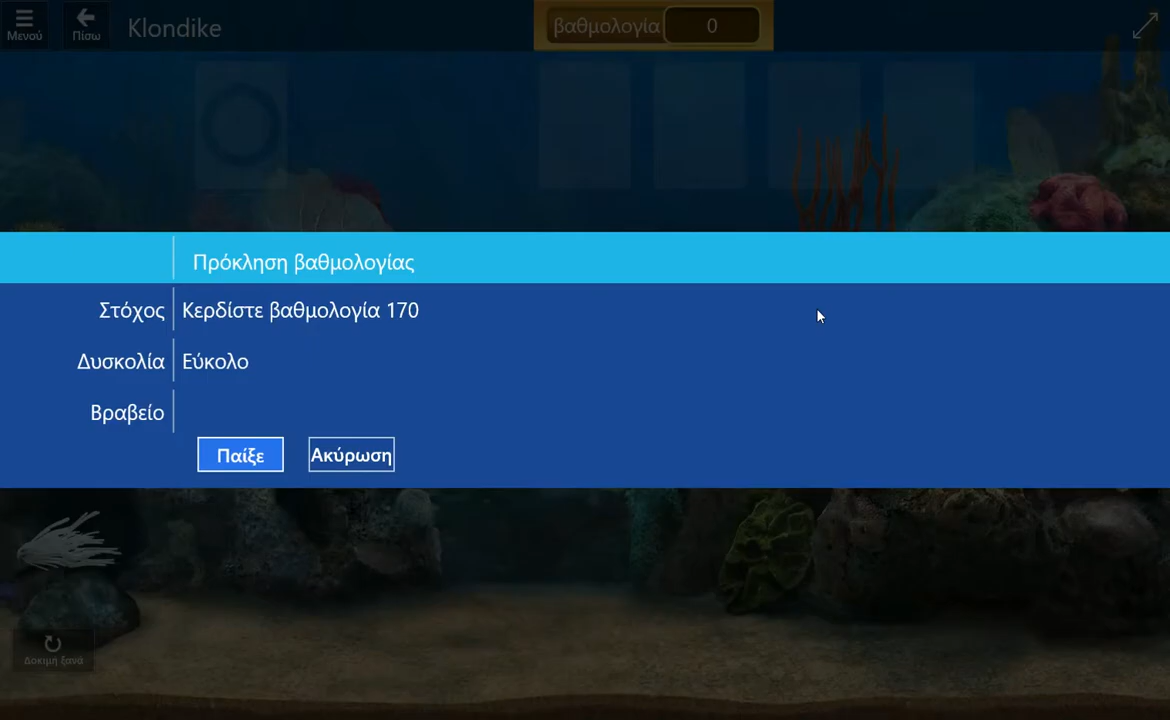 Μενού
Πίσω
Klondike
βαθμολογία 0
Πρόκληση βαθμολογίας
Στόχος Κερδίστε βαθμολογία 170
Δυσκολία Εύκολο
Βραβείο
Παίξε Ακύρωση
Δοκιμή ξανά